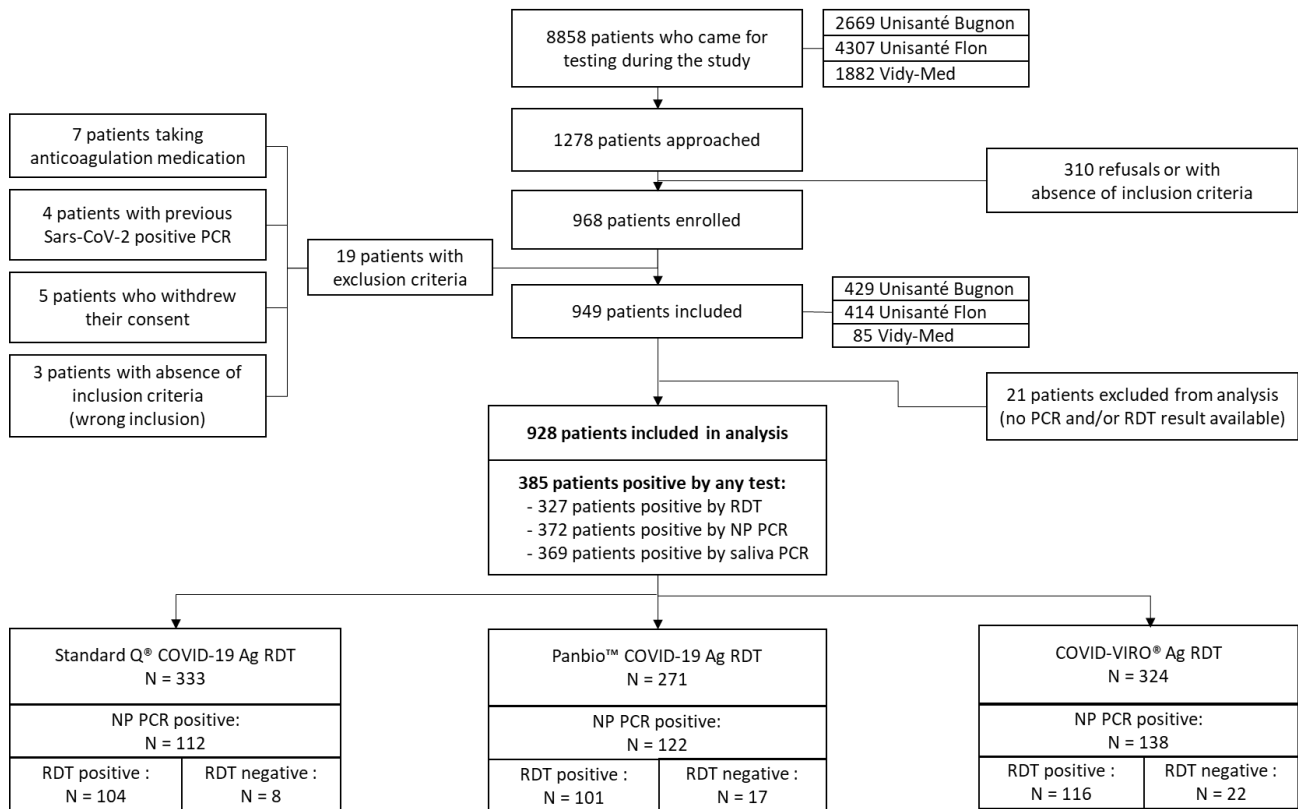 8858 patients who came for
testing during the study
2669 Unisanté Bugnon
4307 Unisanté Flon
1882 Vidy-Med
1278 patients approached
310 refusals or with
absence of inclusion criteria
968 patients enrolled
7 patients taking
anticoagulation medication
4 patients with previous
Sars-CoV-2 positive PCR
5 patients who withdrew
their consent
3 patients with absence of
inclusion criteria
(wrong inclusion)
19 patients with
exclusion criteria
949 patients included
429 Unisanté Bugnon
414 Unisanté Flon
85 Vidy-Med
21 patients excluded from analysis
(no PCR and/or RDT result available)
928 patients included in analysis
385 patients positive by any test:
- 327 patients positive by RDT
- 372 patients positive by NP PCR
- 369 patients positive by saliva PCR
Standard Q® COVID-19 Ag RDT
N = 333
NP PCR positive:
N = 112
RDT positive :
N = 104
RDT negative :
N = 8
Panbio™ COVID-19 Ag RDT
N = 271
NP PCR positive:
N = 122
RDT positive :
N = 101
RDT negative :
N = 17
COVID-VIRO® Ag RDT
N = 324
NP PCR positive:
N = 138
RDT positive :
N = 116
RDT negative :
N = 22